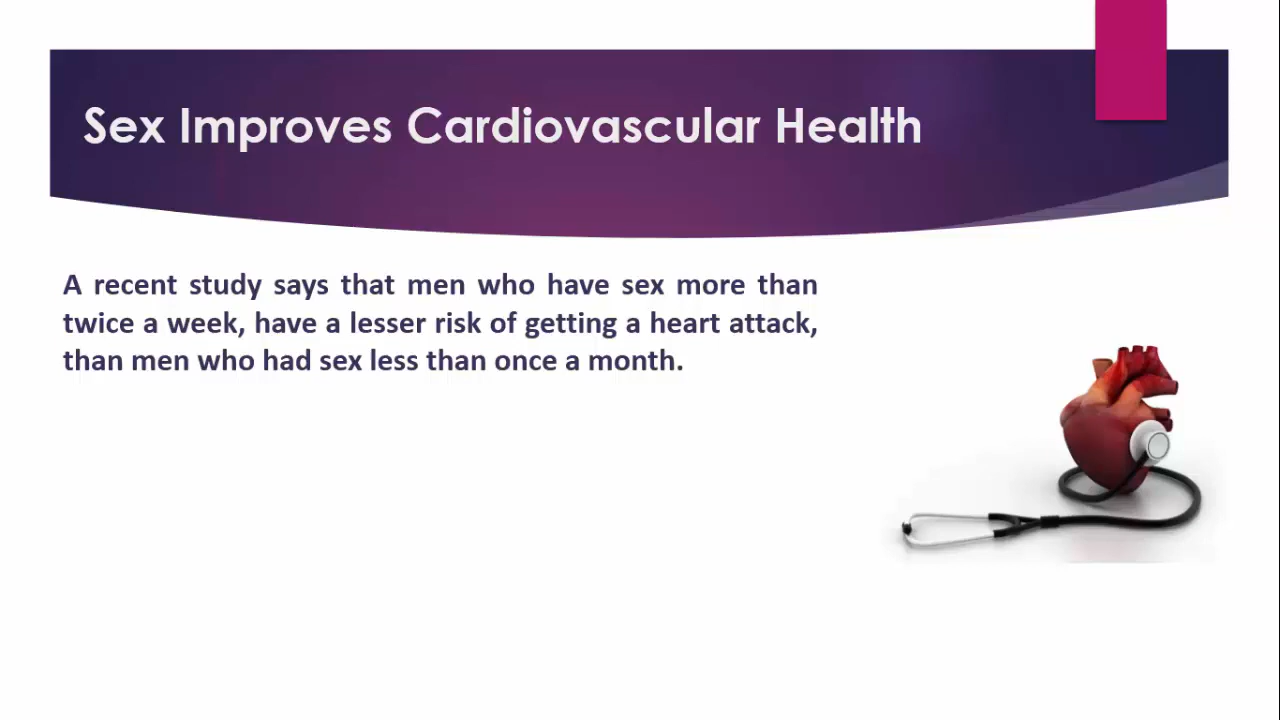 Sex Improves Cardiovascular Health
A recent study says that men who have sex more than
twice a week, have a lesser risk of getting a heart attack,
than men who had sex less than once a month.